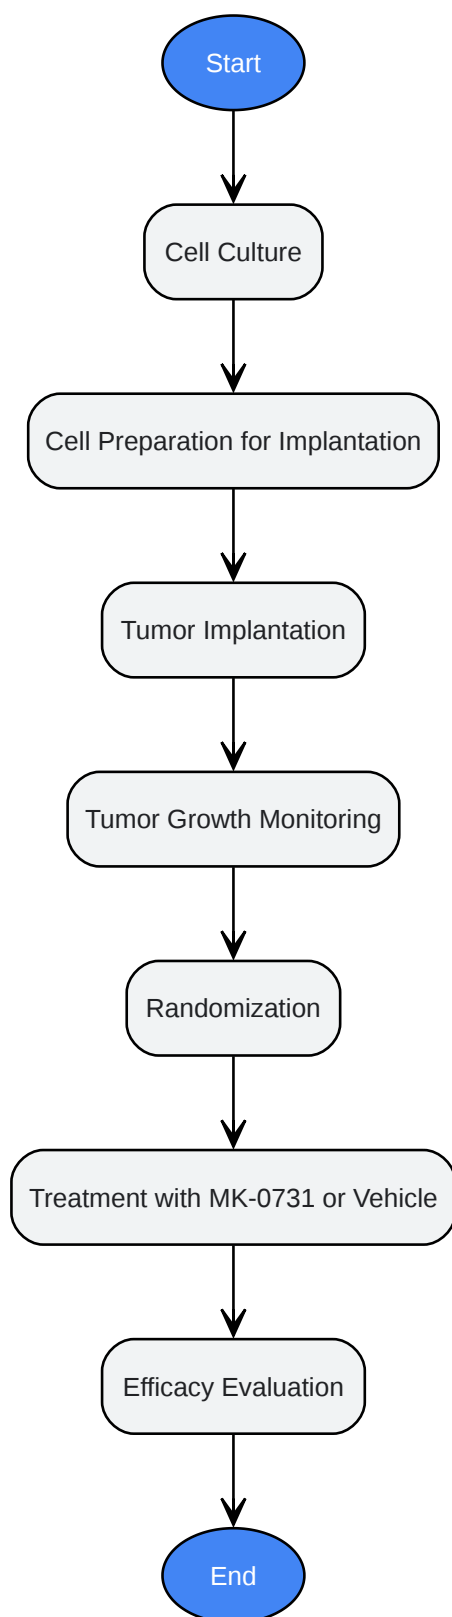 Start
Cell Culture
Cell Preparation for Implantation
Tumor Implantation
Tumor Growth Monitoring
Randomization
Treatment with MK-0731 or Vehicle
Efficacy Evaluation
End